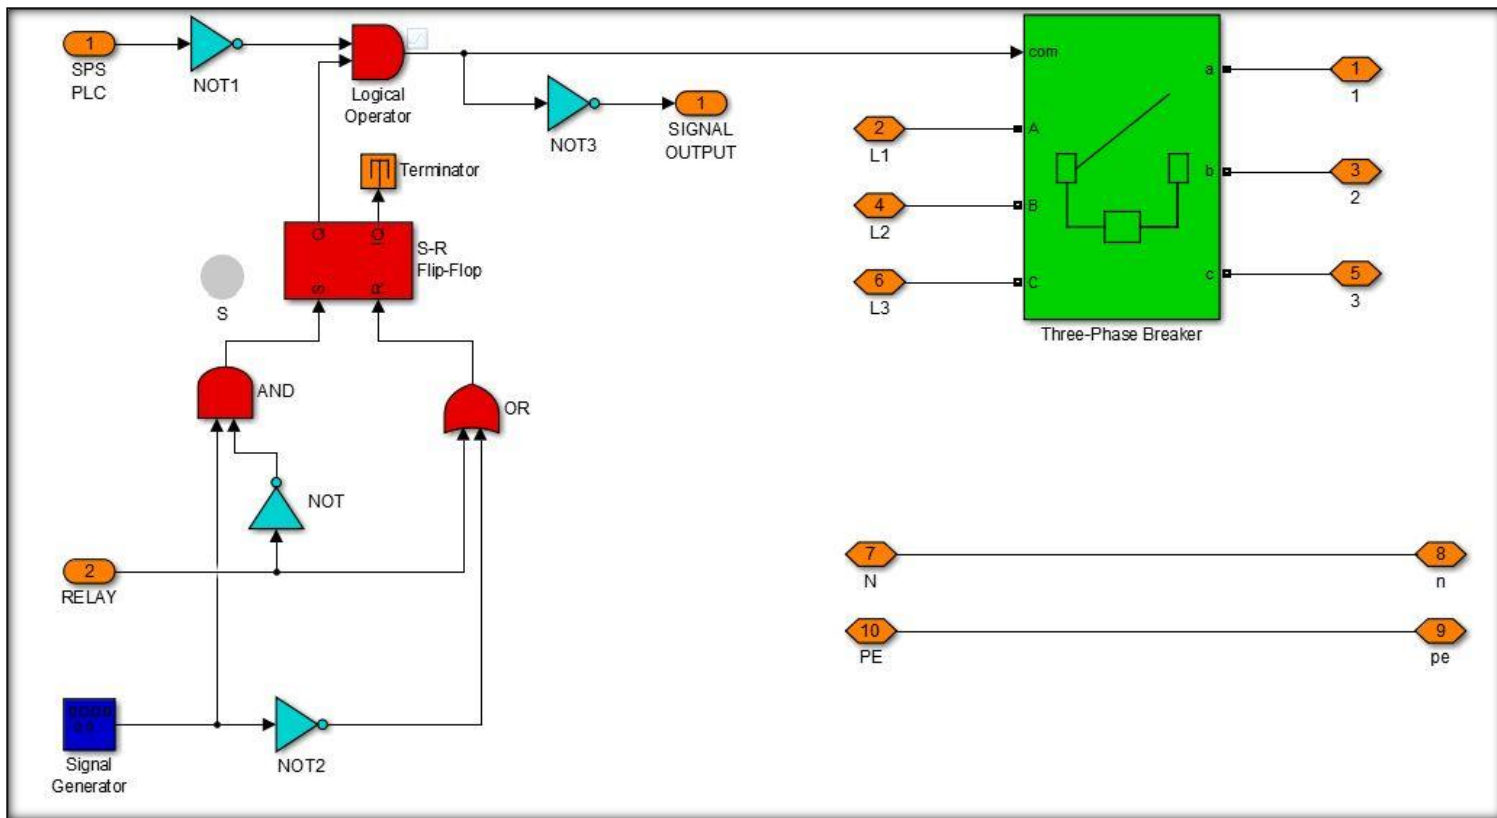 1
SPS
PLC
NOT1
Logical
Operator
NOT3
1
SIGNAL
OUTPUT
Terminator
Q
!Q
S-R
Flip-Flop
S
R
S
AND
OR
NOT
2
RELAY
Signal
Generator
NOT2
com
A
B
C
a
b
c
Three-Phase Breaker
2
L1
4
L2
6
L3
1
1
3
2
5
3
7
N
8
n
10
PE
9
pe